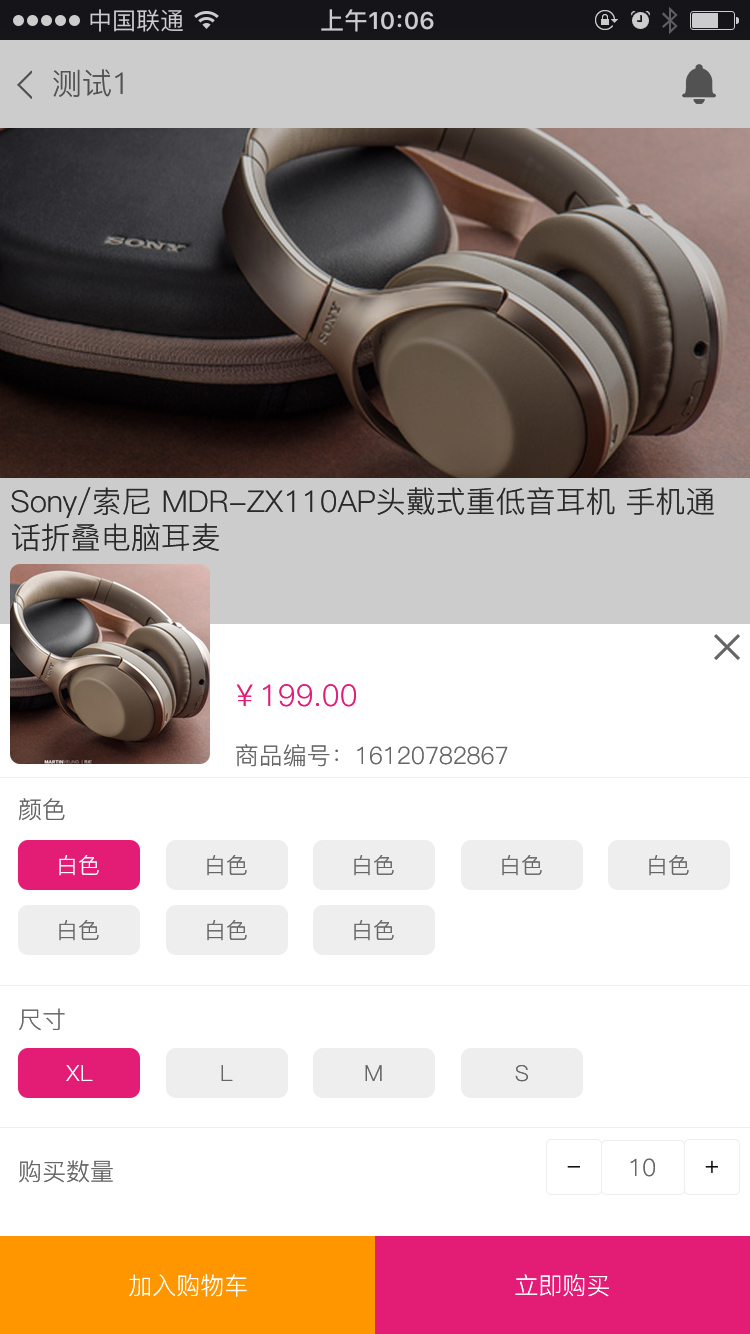 中国联通
上午10:06
测试1
SONY
SONY
Sony/索尼 MDR-ZX110AP头戴式重低音耳机 手机通
话折叠电脑耳麦
¥ 199.00
商品编号：16120782867
颜色
白色 白色 白色 白色 白色
白色 白色 白色
尺寸
XL L M S
购买数量
− 10 +
加入购物车 立即购买